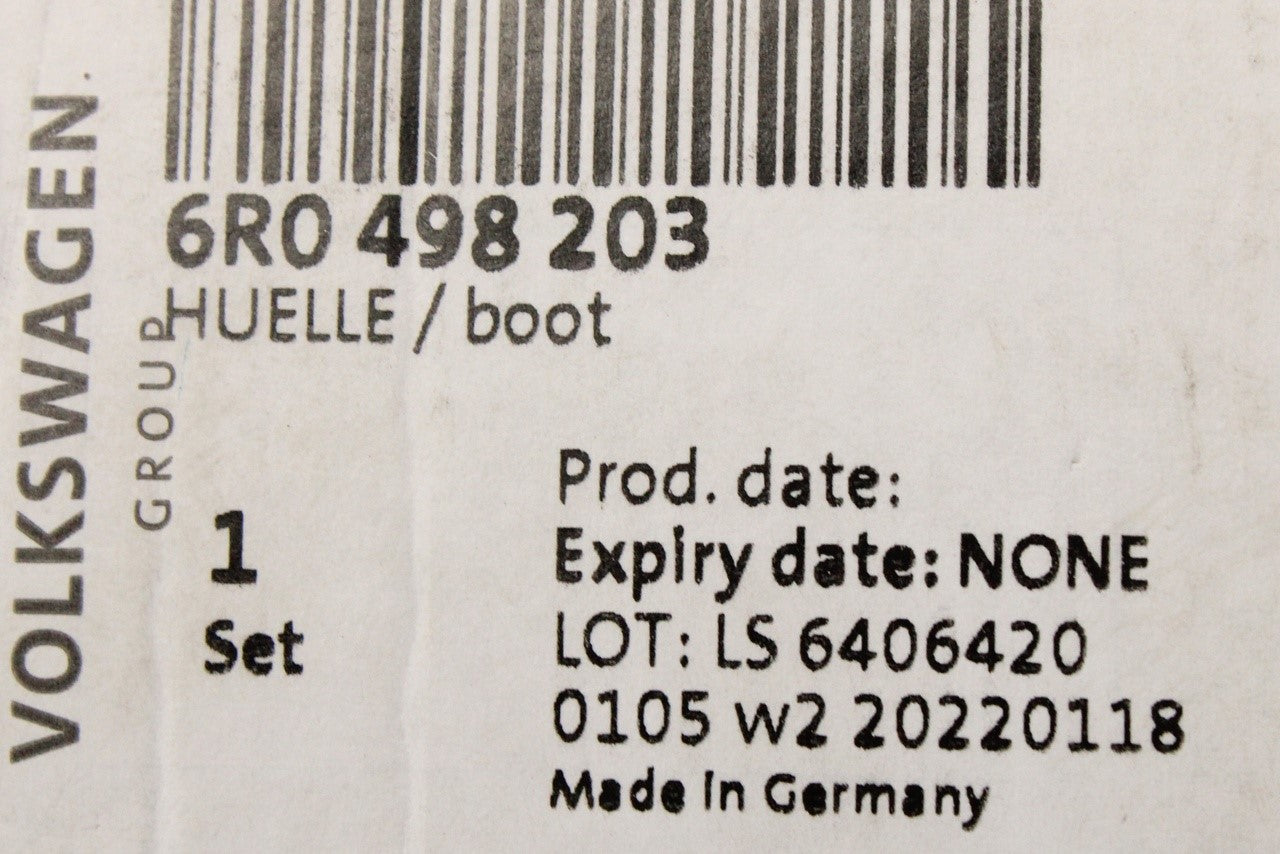 VOLKSWAGEN
GROUP
6R0 498 203
HUELLE / boot
1
Set
Prod. date:
Expiry date: NONE
LOT: LS 6406420
0105 W2 20220118
Made in Germany